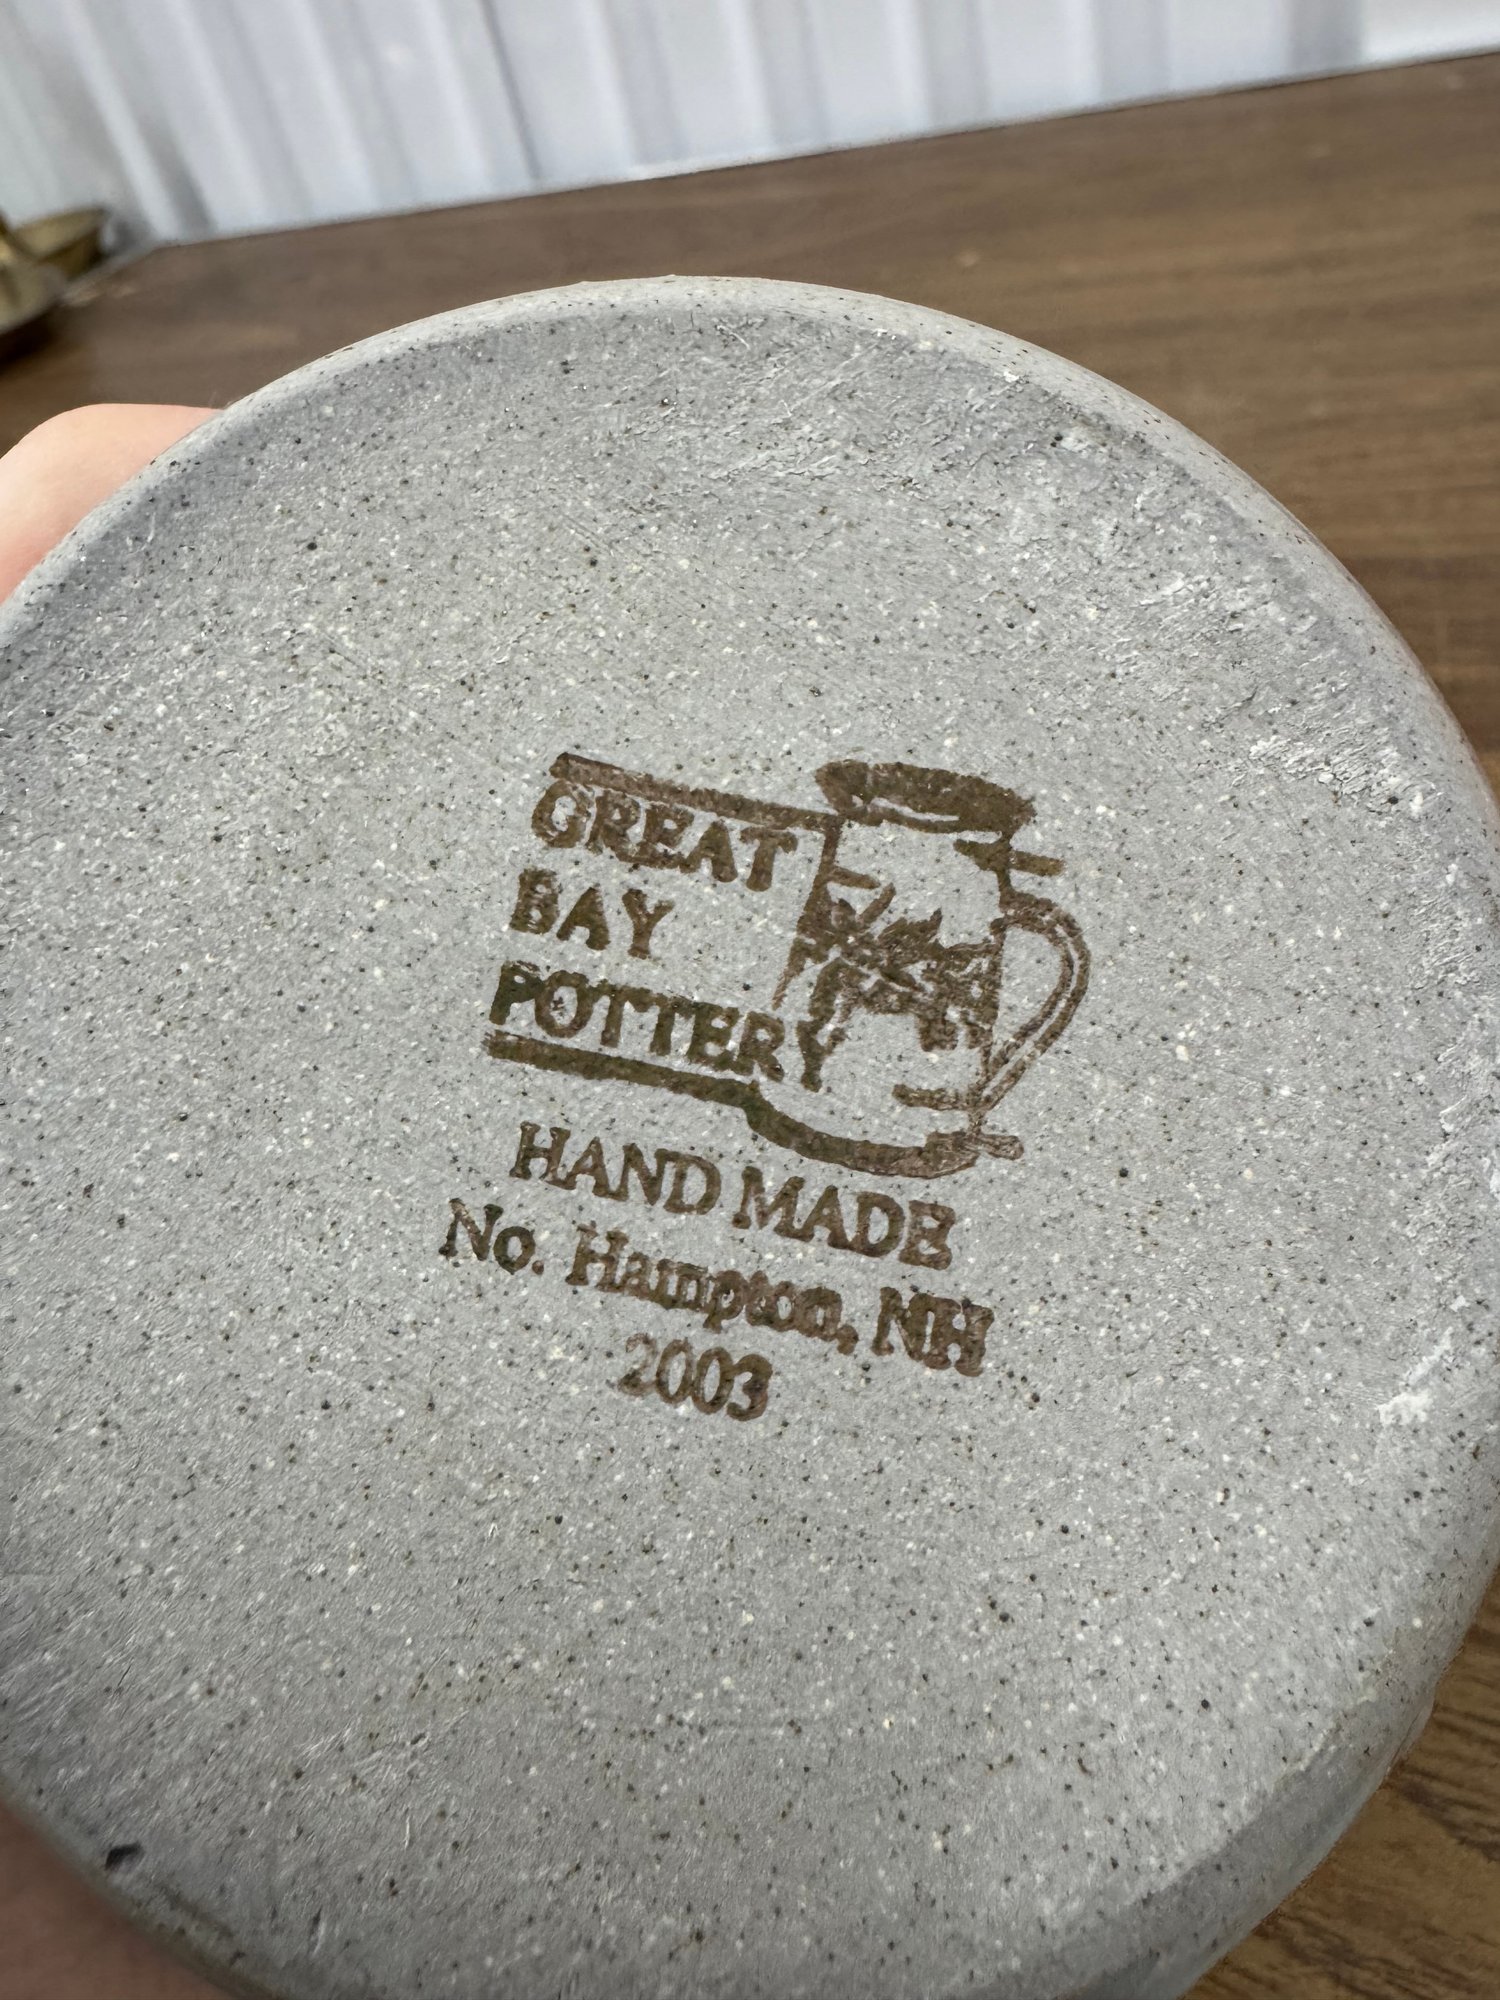 GREAT
BAY
POTTERY
HAND MADE
No. Hampton, NH
2003